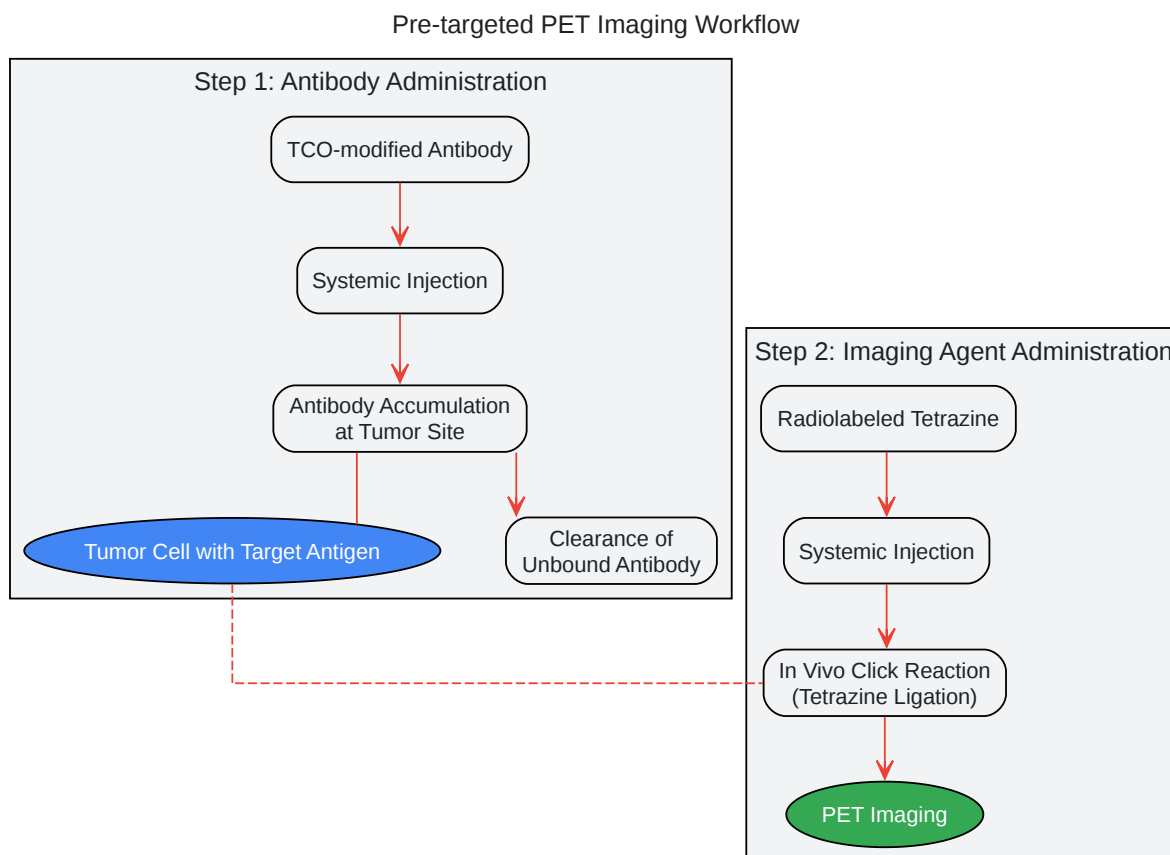 Pre-targeted PET Imaging Workflow
Step 1: Antibody Administration
TCO-modified Antibody
Systemic Injection
Antibody Accumulation
at Tumor Site
Tumor Cell with Target Antigen
Clearance of
Unbound Antibody
Step 2: Imaging Agent Administration
Radiolabeled Tetrazine
Systemic Injection
In Vivo Click Reaction
(Tetrazine Ligation)
PET Imaging